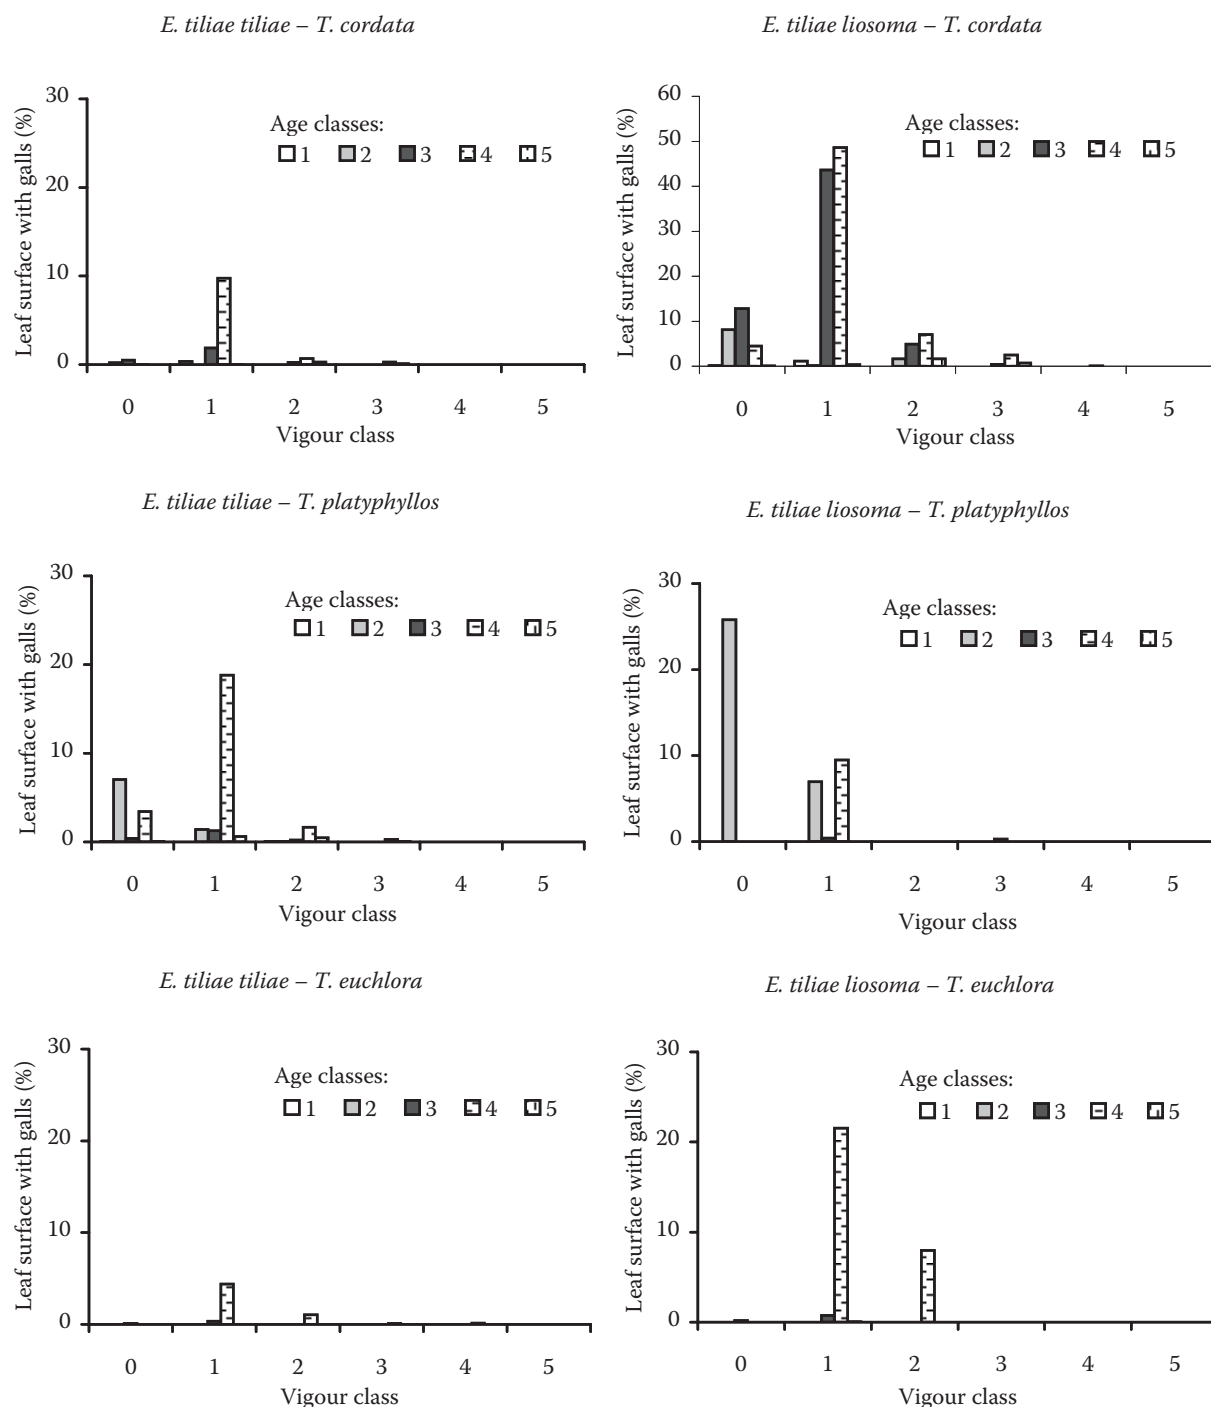 E. tiliae tiliae – T. cordata
Leaf surface with galls (%)
30
20
10
0
Age classes:
1 2 3 4 5
0 1 2 3 4 5
Vigour class
E. tiliae liosoma – T. cordata
Leaf surface with galls (%)
60
50
40
30
20
10
0
Age classes:
1 2 3 4 5
0 1 2 3 4 5
Vigour class
E. tiliae tiliae – T. platyphyllos
Leaf surface with galls (%)
30
20
10
0
Age classes:
1 2 3 4 5
0 1 2 3 4 5
Vigour class
E. tiliae liosoma – T. platyphyllos
Leaf surface with galls (%)
30
20
10
0
Age classes:
1 2 3 4 5
0 1 2 3 4 5
Vigour class
E. tiliae tiliae – T. euchlora
Leaf surface with galls (%)
30
20
10
0
Age classes:
1 2 3 4 5
0 1 2 3 4 5
Vigour class
E. tiliae liosoma – T. euchlora
Leaf surface with galls (%)
30
20
10
0
Age classes:
1 2 3 4 5
0 1 2 3 4 5
Vigour class